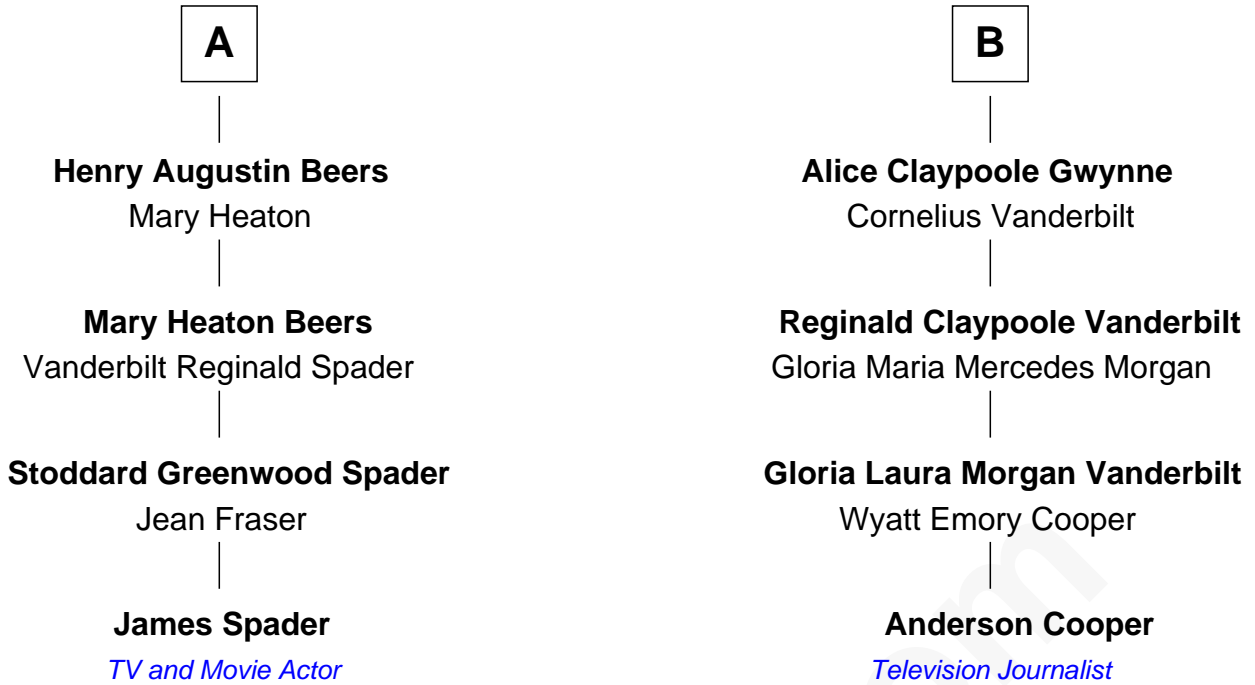 A
Henry Augustin Beers
Mary Heaton
Mary Heaton Beers
Vanderbilt Reginald Spader
Stoddard Greenwood Spader
Jean Fraser
James Spader
TV and Movie Actor
B
Alice Claypoole Gwynne
Cornelius Vanderbilt
Reginald Claypoole Vanderbilt
Gloria Maria Mercedes Morgan
Gloria Laura Morgan Vanderbilt
Wyatt Emory Cooper
Anderson Cooper
Television Journalist